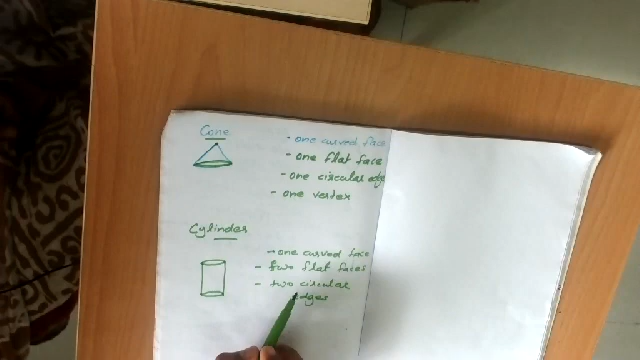 Cone
- one curved face
- one flat face
- one circular edge
- one vertex
Cylinder
- one curved face
- two flat faces
- two circular
edges